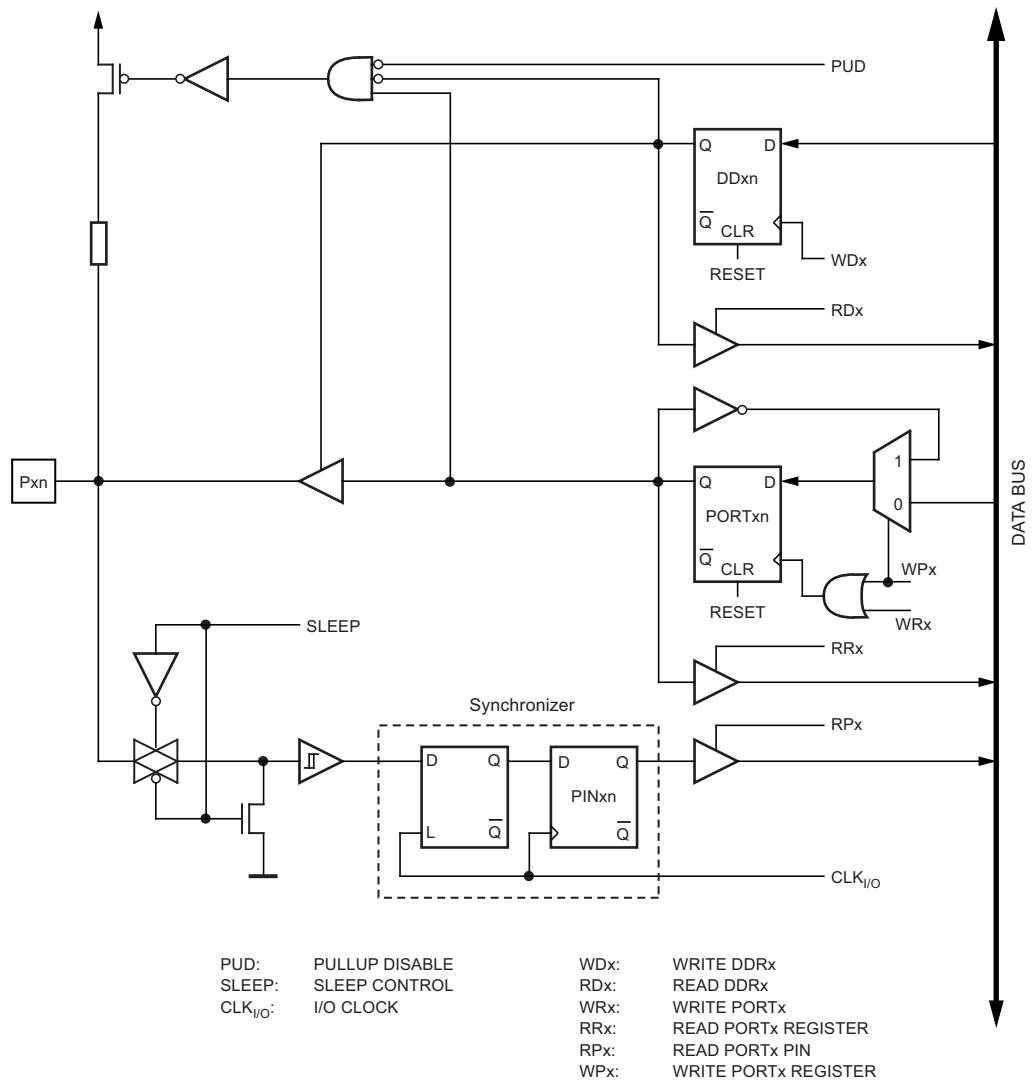 PUD
Q D
DDxn
Q
CLR
RESET
WDx
RDx
Pxn
1
0
Q D
PORTxn
Q
CLR
RESET
WPx
WRx
DATA BUS
SLEEP
RRx
Synchronizer
RPx
D Q
L Q
D Q
PINxn
Q
CLKI/O
PUD: PULLUP DISABLE
SLEEP: SLEEP CONTROL
CLKI/O: I/O CLOCK
WDx: WRITE DDRx
RDx: READ DDRx
WRx: WRITE PORTx
RRx: READ PORTx REGISTER
RPx: READ PORTx PIN
WPx: WRITE PORTx REGISTER